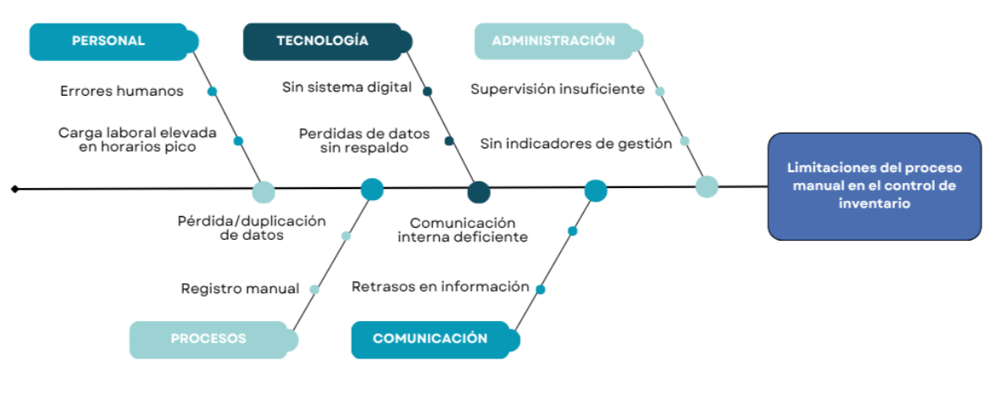 PERSONAL
TECNOLOGÍA
ADMINISTRACIÓN
Errores humanos
Sin sistema digital
Supervisión insuficiente
Carga laboral elevada
en horarios pico
Perdidas de datos
sin respaldo
Sin indicadores de gestión
Limitaciones del proceso
manual en el control de
inventario
Pérdida/duplicación
de datos
Comunicación
interna deficiente
Registro manual
Retrasos en información
PROCESOS
COMUNICACIÓN